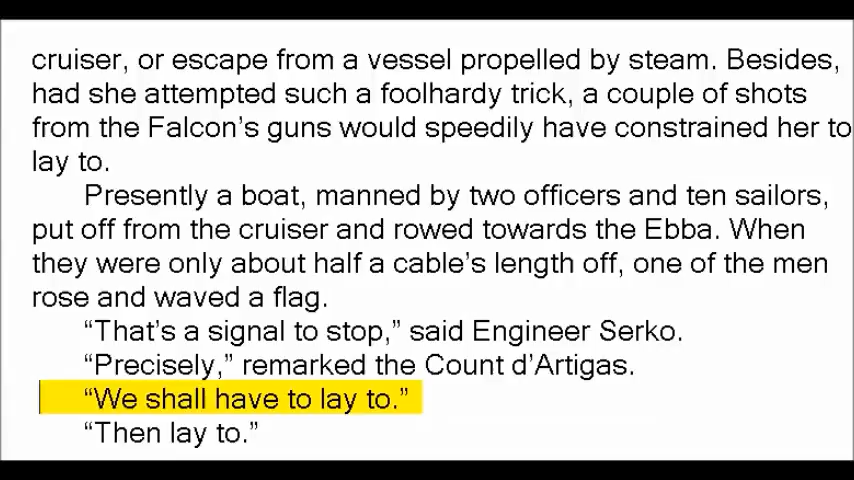 cruiser, or escape from a vessel propelled by steam. Besides,
had she attempted such a foolhardy trick, a couple of shots
from the Falcon’s guns would speedily have constrained her to
lay to.
Presently a boat, manned by two officers and ten sailors,
put off from the cruiser and rowed towards the Ebba. When
they were only about half a cable’s length off, one of the men
rose and waved a flag.
“That’s a signal to stop,” said Engineer Serko.
“Precisely,” remarked the Count d’Artigas.
“We shall have to lay to.”
“Then lay to.”